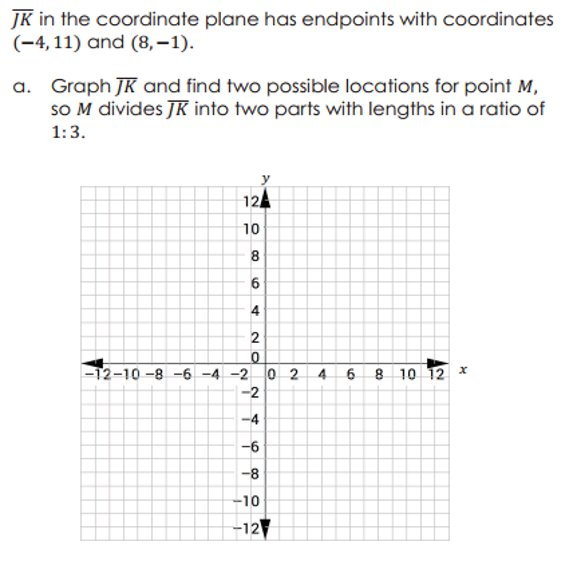 JK in the coordinate plane has endpoints with coordinates
(−4, 11) and (8, −1).
a. Graph JK and find two possible locations for point M,
so M divides JK into two parts with lengths in a ratio of
1:3.
y
12
10
8
6
4
2
0
−12 −10 −8 −6 −4 −2 0 2 4 6 8 10 12 x
−2
−4
−6
−8
−10
−12